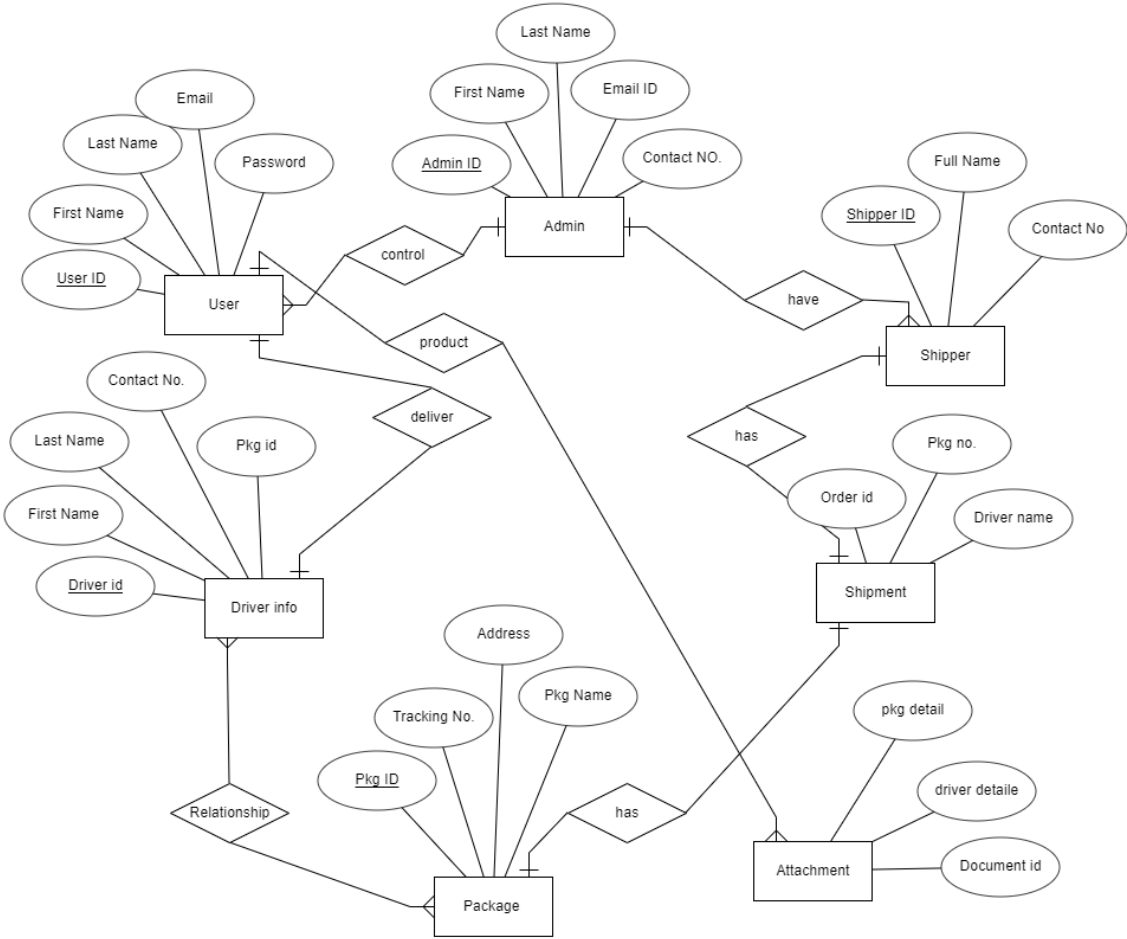 Last Name
First Name
Email ID
Admin ID
Contact NO.
Admin
Email
Last Name
Password
First Name
User ID
User
control
Full Name
Shipper ID
Contact No
have
Shipper
product
deliver
Contact No.
Last Name
Pkg id
First Name
Driver id
Driver info
has
Pkg no.
Order id
Driver name
Shipment
Address
Pkg Name
Tracking No.
Pkg ID
Relationship
has
Package
pkg detail
driver detaile
Document id
Attachment